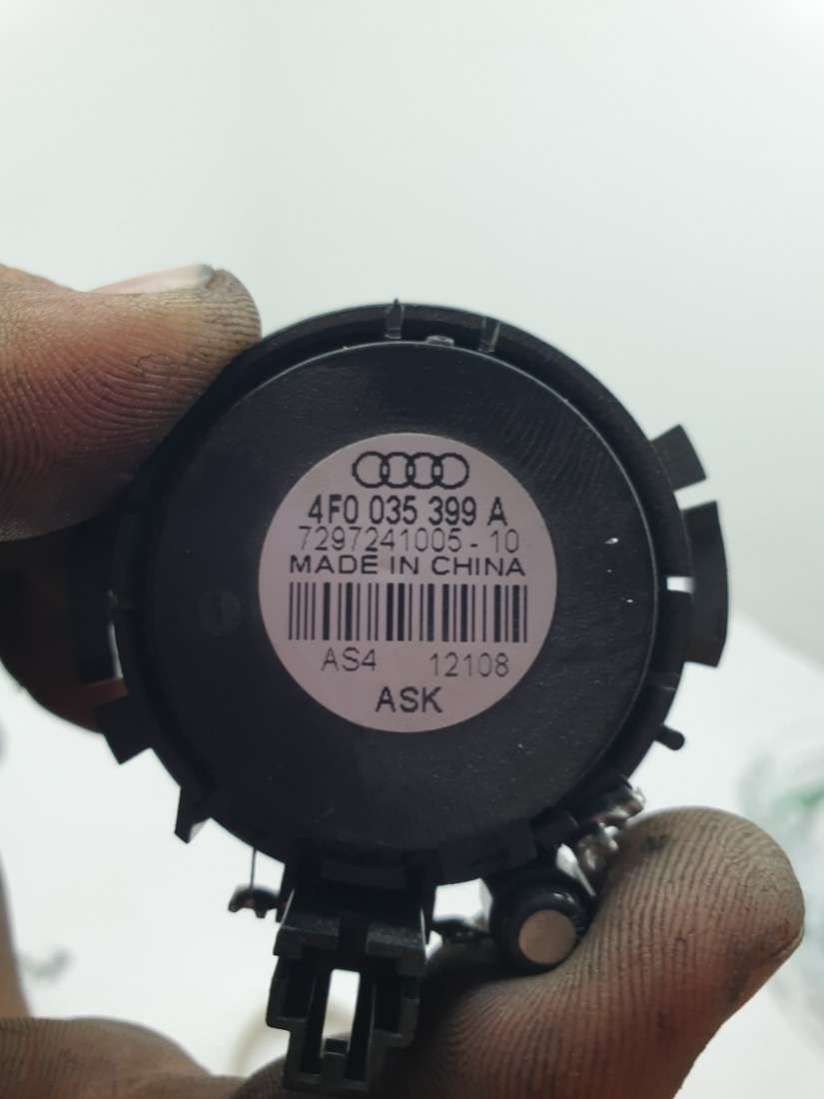 4F0 035 399 A
7297241005 - 10
MADE IN CHINA
AS4 12108
ASK